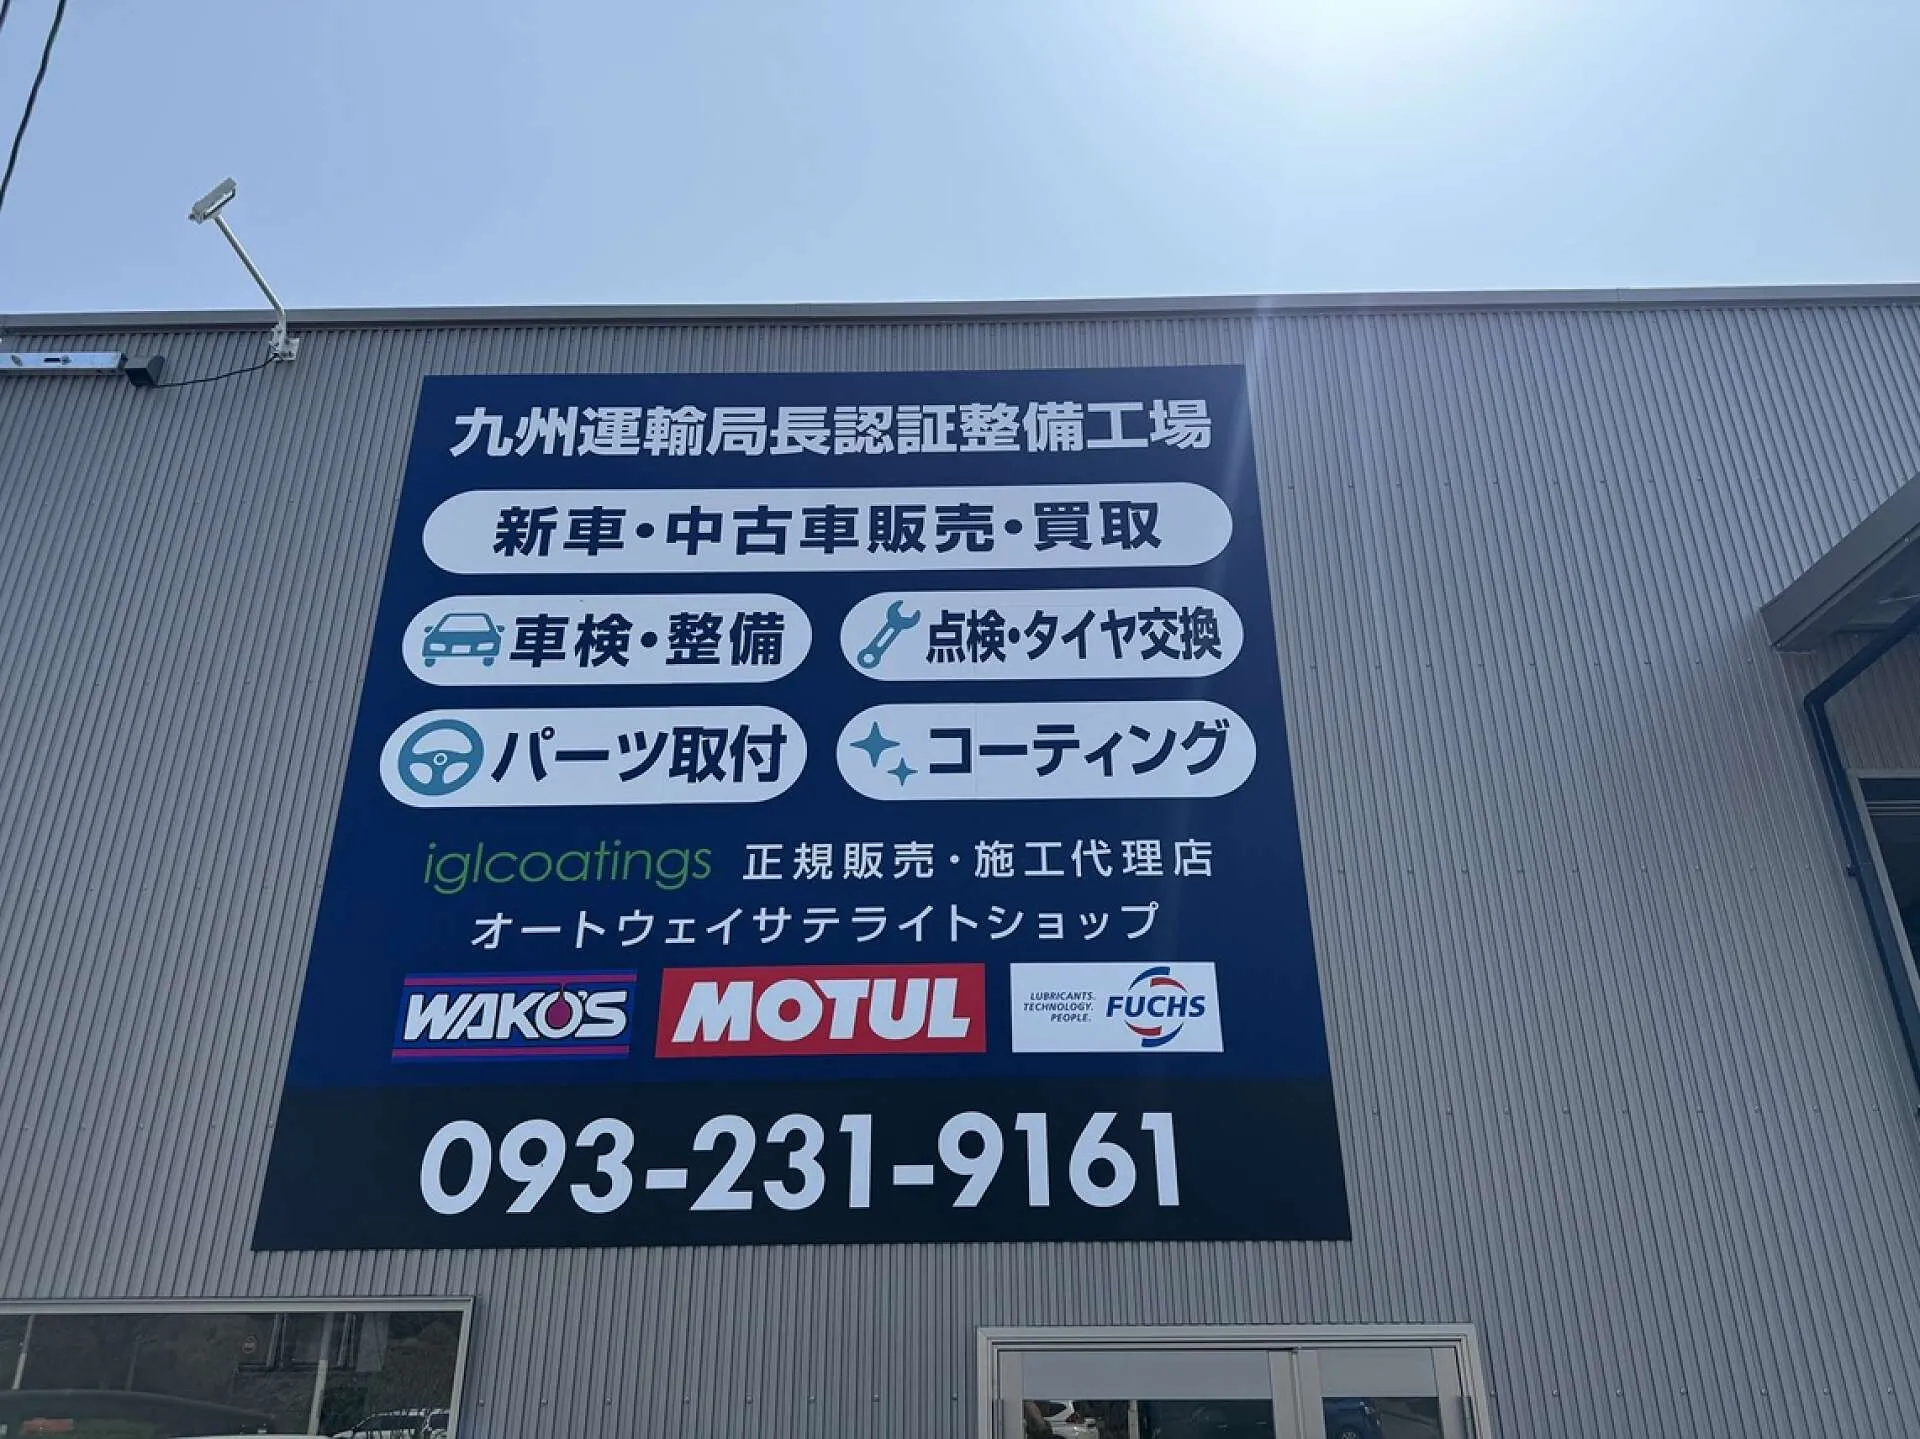 九州運輸局長認証整備工場
新車・中古車販売・買取
車検・整備
点検・タイヤ交換
パーツ取付
コーティング
iglcoatings 正規販売・施工代理店
オートウェイサテライトショップ
WAKO'S
MOTUL
LUBRICANTS.
TECHNOLOGY.
PEOPLE.
FUCHS
093-231-9161